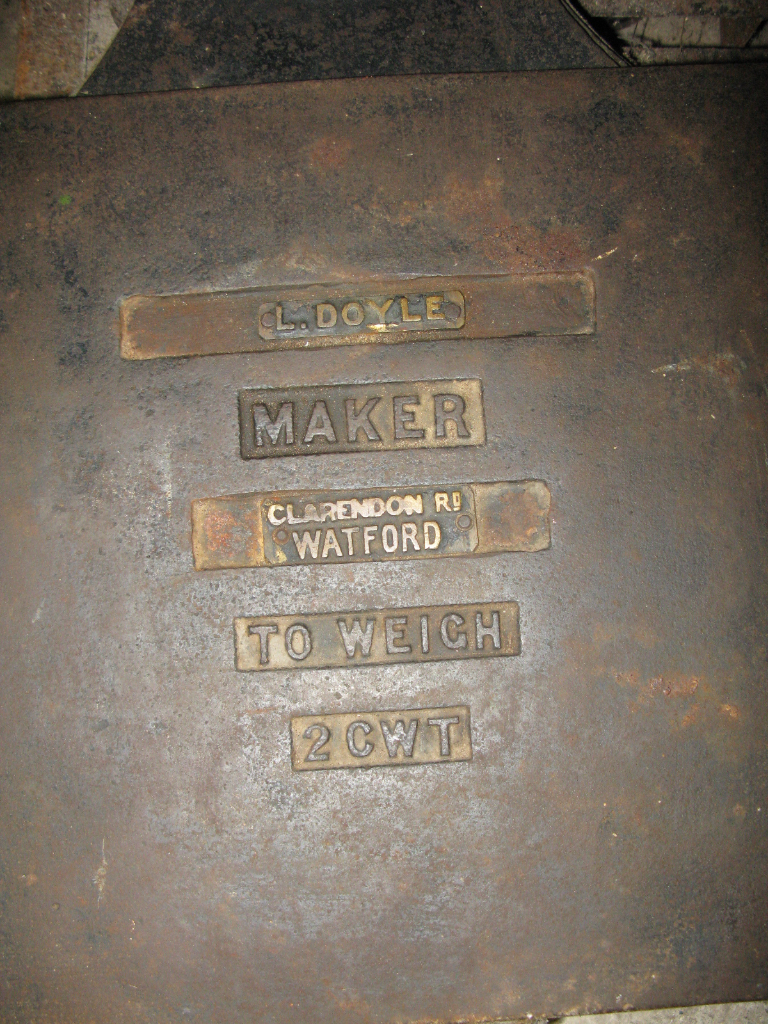 L. DOYLE
MAKER
CLARENDON RD
WATFORD
TO WEIGH
2 CWT